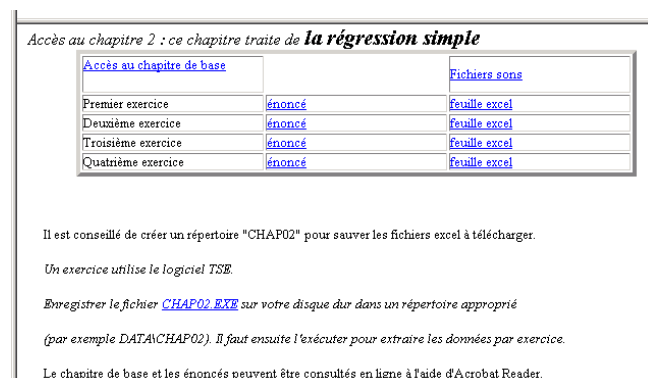 Accès au chapitre 2 : ce chapitre traite de la régression simple
Accès au chapitre de base Fichiers sons
Premier exercice énoncé feuille excel
Deuxième exercice énoncé feuille excel
Troisième exercice énoncé feuille excel
Quatrième exercice énoncé feuille excel
Il est conseillé de créer un répertoire "CHAP02" pour sauver les fichiers excel à télécharger.
Un exercice utilise le logiciel TSE.
Enregistrer le fichier CHAP02.EXE sur votre disque dur dans un répertoire approprié
(par exemple DATA\CHAP02). Il faut ensuite l'exécuter pour extraire les données par exercice.
Le chapitre de base et les énoncés peuvent être consultés en ligne à l'aide d'Acrobat Reader.